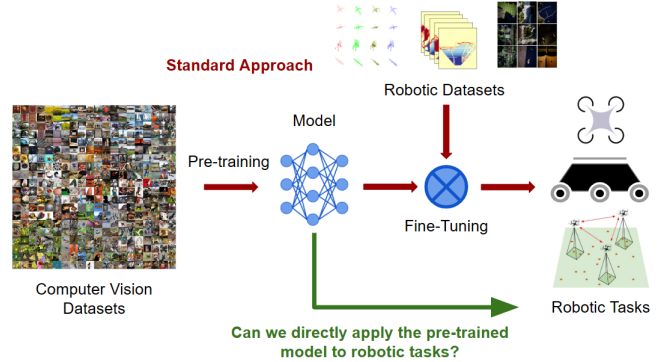 Standard Approach
Robotic Datasets
Model
Pre-training
Fine-Tuning
Computer Vision
Datasets
Robotic Tasks
Can we directly apply the pre-trained
model to robotic tasks?